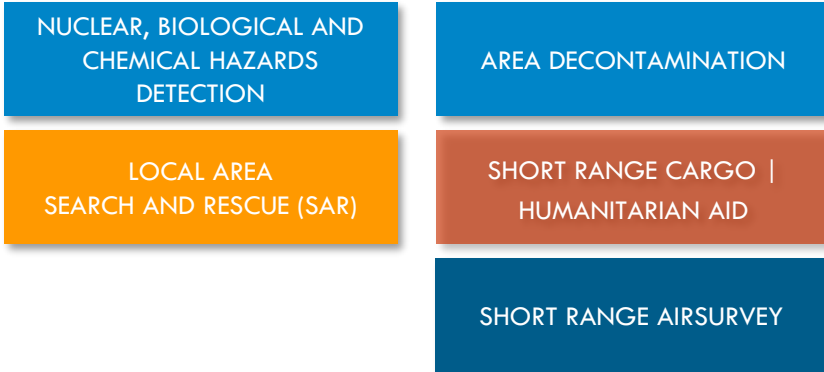 NUCLEAR, BIOLOGICAL AND
CHEMICAL HAZARDS
DETECTION
AREA DECONTAMINATION
LOCAL AREA
SEARCH AND RESCUE (SAR)
SHORT RANGE CARGO |
HUMANITARIAN AID
SHORT RANGE AIRSURVEY